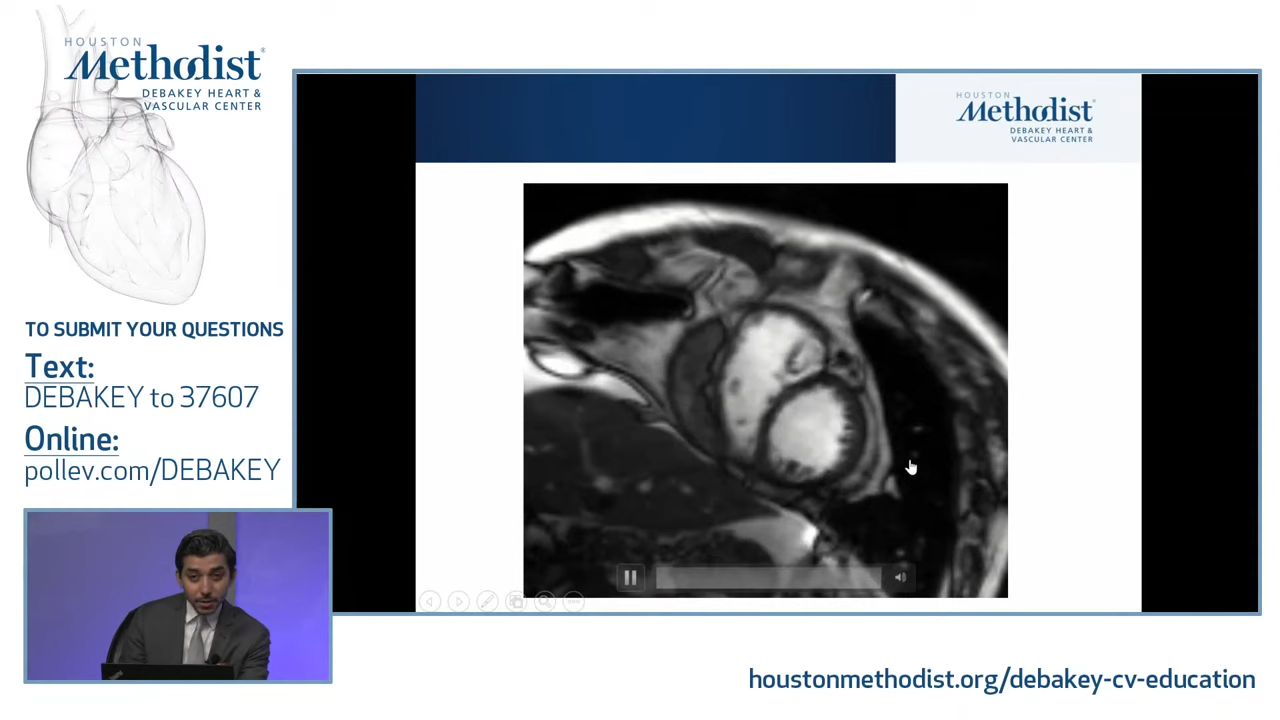 HOUSTON
Methodist
DEBAKEY HEART &
VASCULAR CENTER
HOUSTON
Methodist
DEBAKEY HEART &
VASCULAR CENTER
TO SUBMIT YOUR QUESTIONS
Text:
DEBAKEY to 37607
Online:
pollev.com/DEBAKEY
houstonmethodist.org/debakey-cv-education